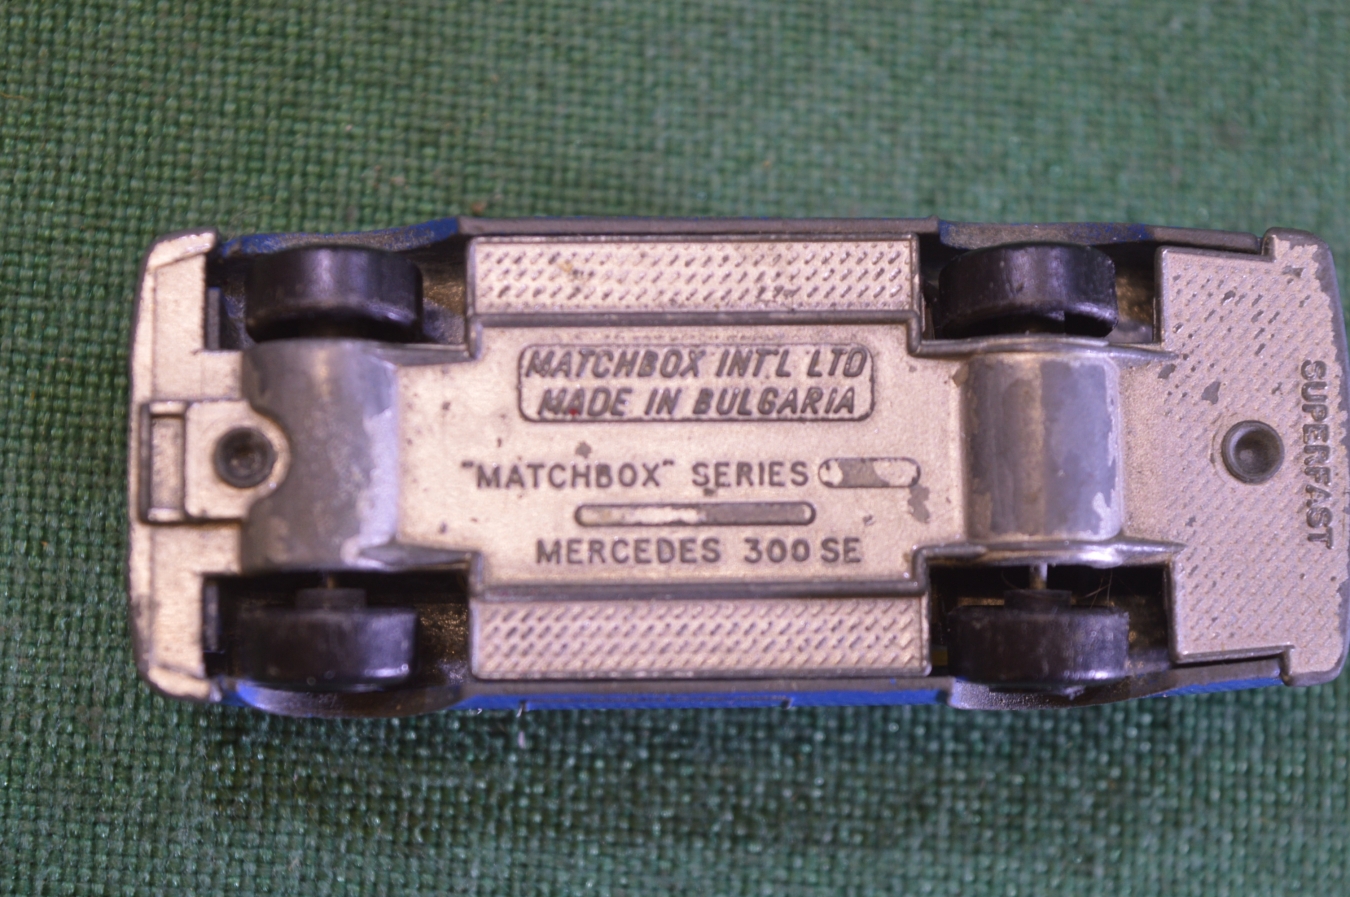 MATCHBOX INT'L LTD
MADE IN BULGARIA
"MATCHBOX" SERIES
MERCEDES 300 SE
SUPERFAST